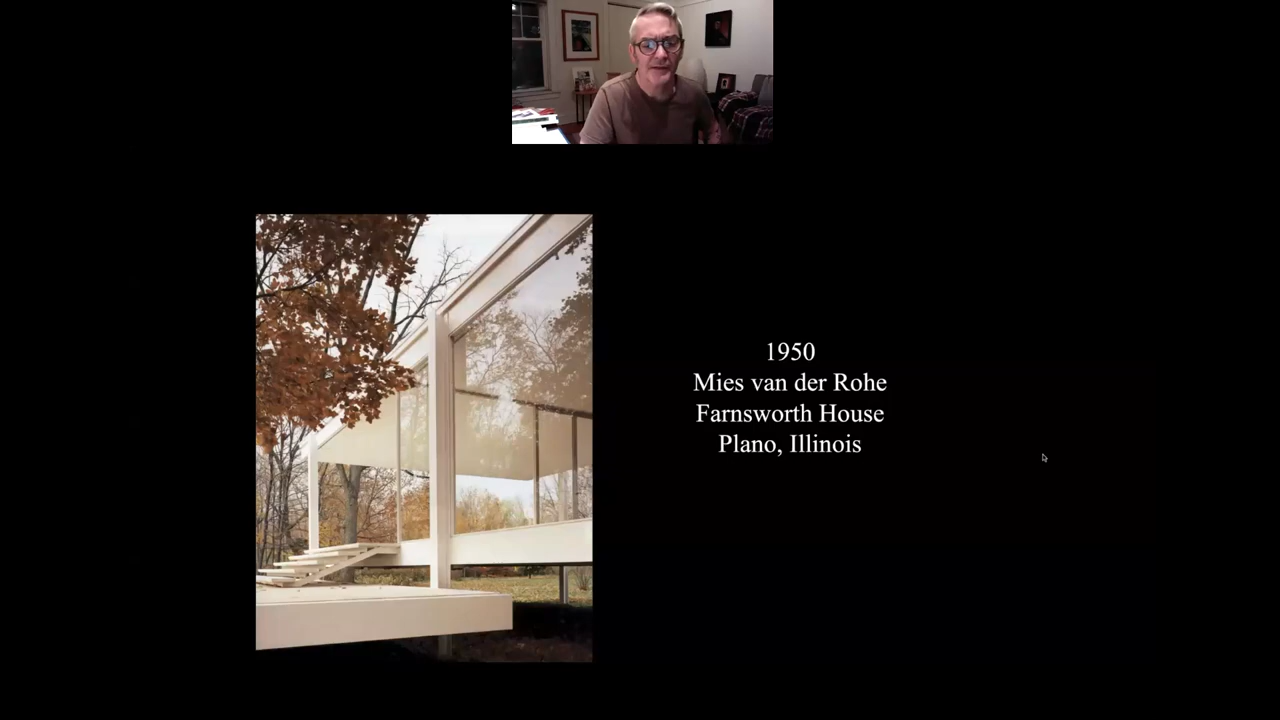 1950
Mies van der Rohe
Farnsworth House
Plano, Illinois